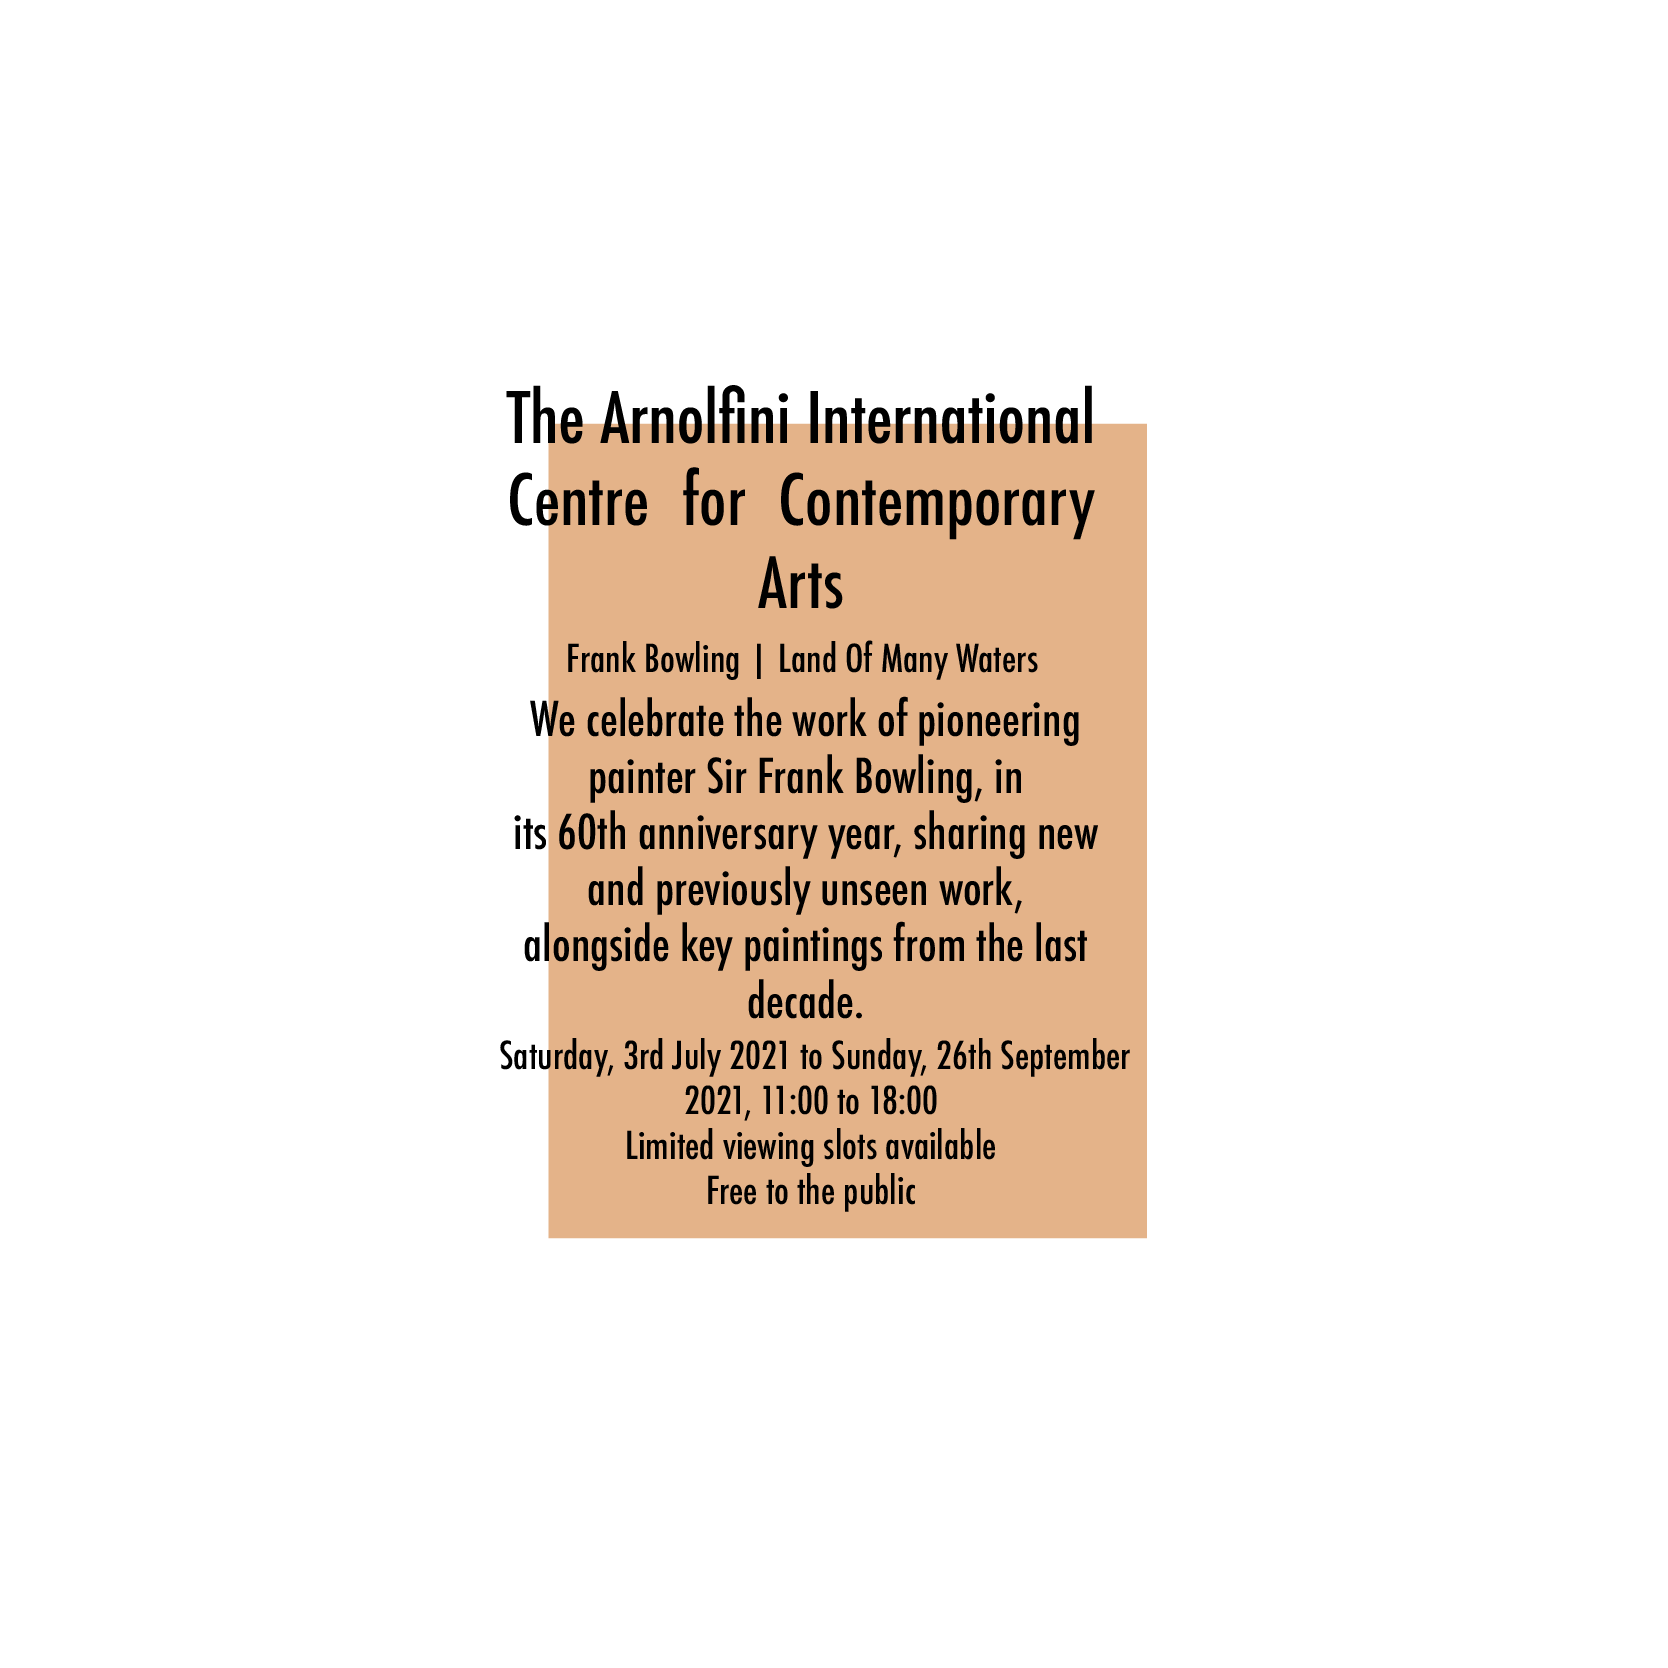 The Arnolfini International
Centre for Contemporary
Arts
Frank Bowling | Land Of Many Waters
We celebrate the work of pioneering
painter Sir Frank Bowling, in
its 60th anniversary year, sharing new
and previously unseen work,
alongside key paintings from the last
decade.
Saturday, 3rd July 2021 to Sunday, 26th September
2021, 11:00 to 18:00
Limited viewing slots available
Free to the public